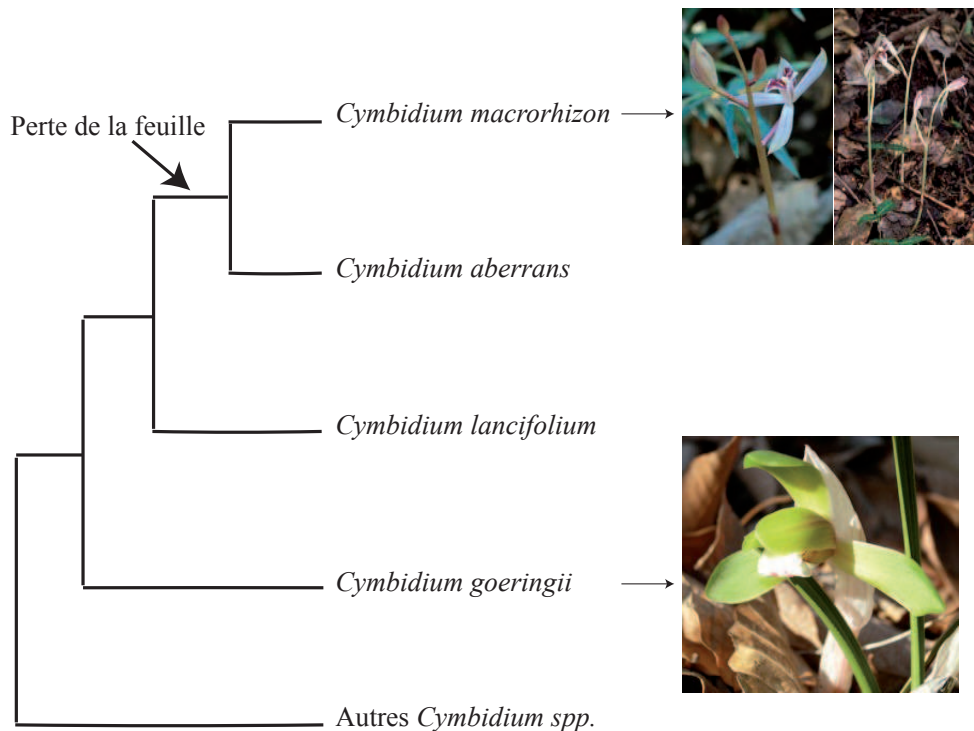 Perte de la feuille
Cymbidium macrorhizon
Cymbidium aberrans
Cymbidium lancifolium
Cymbidium goeringii
Autres Cymbidium spp.